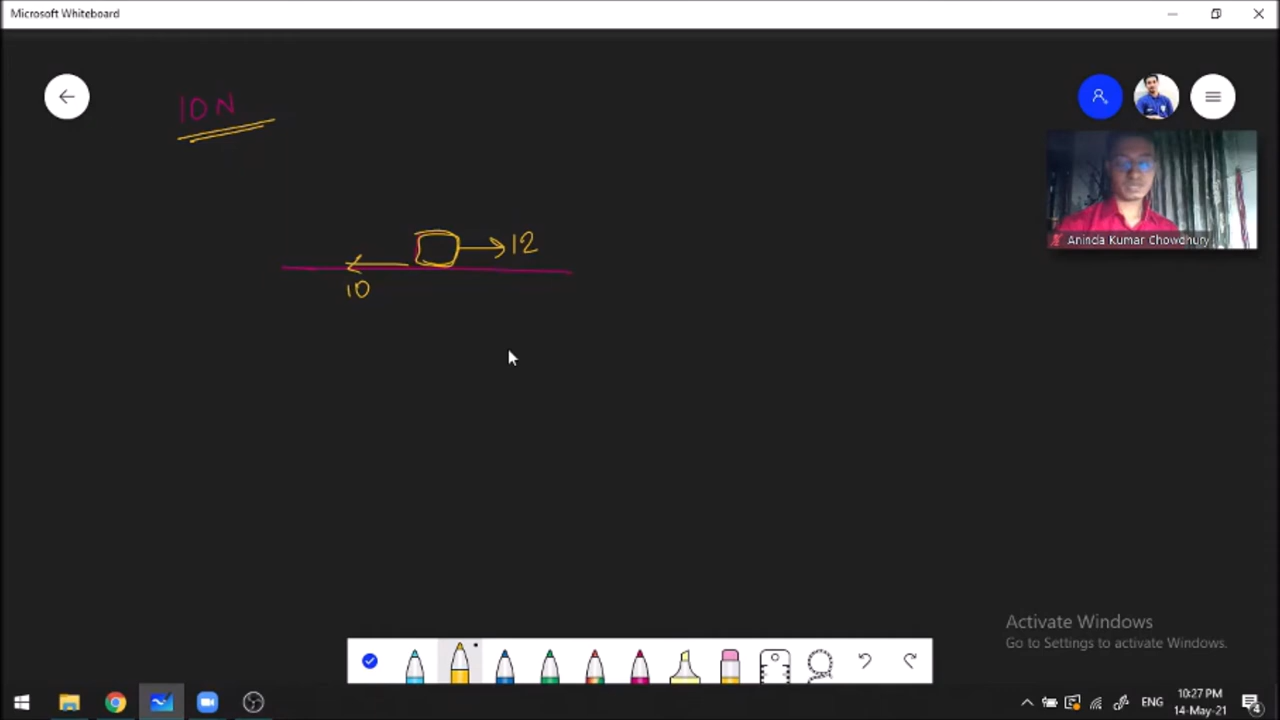 Microsoft Whiteboard
10 N
12
10
Aninda Kumar Chowdhury
Activate Windows
Go to Settings to activate Windows.
ENG
10:27 PM
14-May-21
4